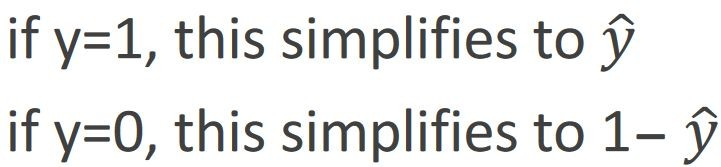 if y=1, this simplifies to ŷ
if y=0, this simplifies to 1– ŷ